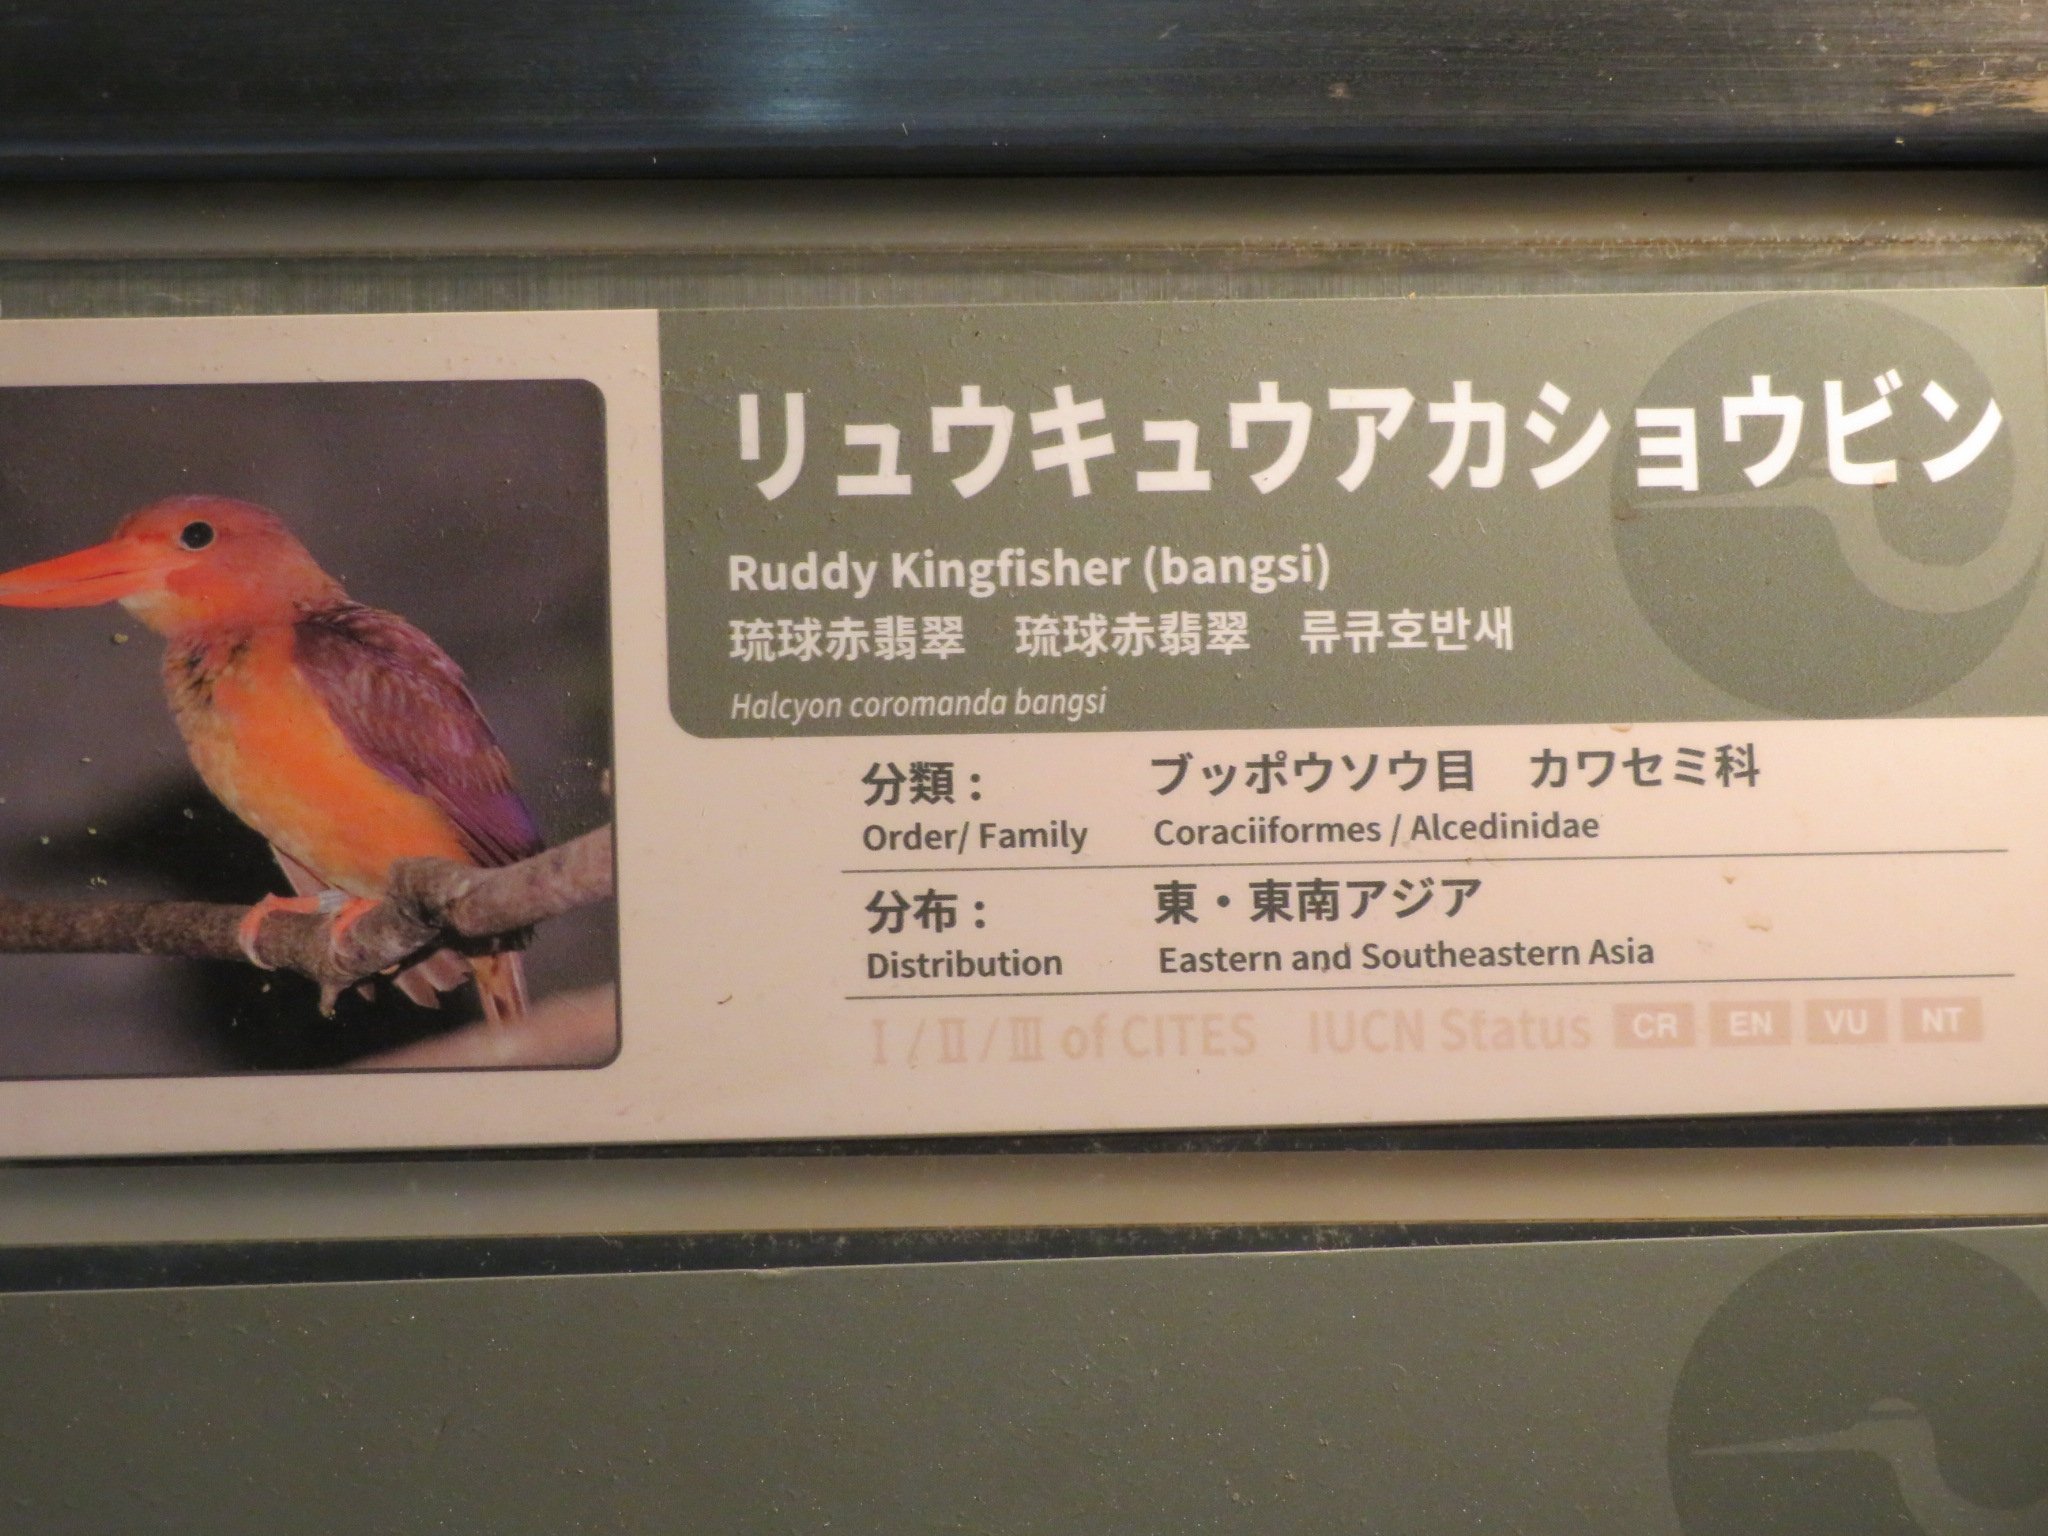 リュウキュウアカショウビン
Ruddy Kingfisher (bangsi)
琉球赤翡翠 琉球赤翡翠 류큐호반새
Halcyon coromanda bangsi
分類： ブッポウソウ目 カワセミ科
Order/ Family Coraciiformes / Alcedinidae
分布： 東・東南アジア
Distribution Eastern and Southeastern Asia
Ⅰ/Ⅱ/Ⅲ of CITES IUCN Status CR EN VU NT